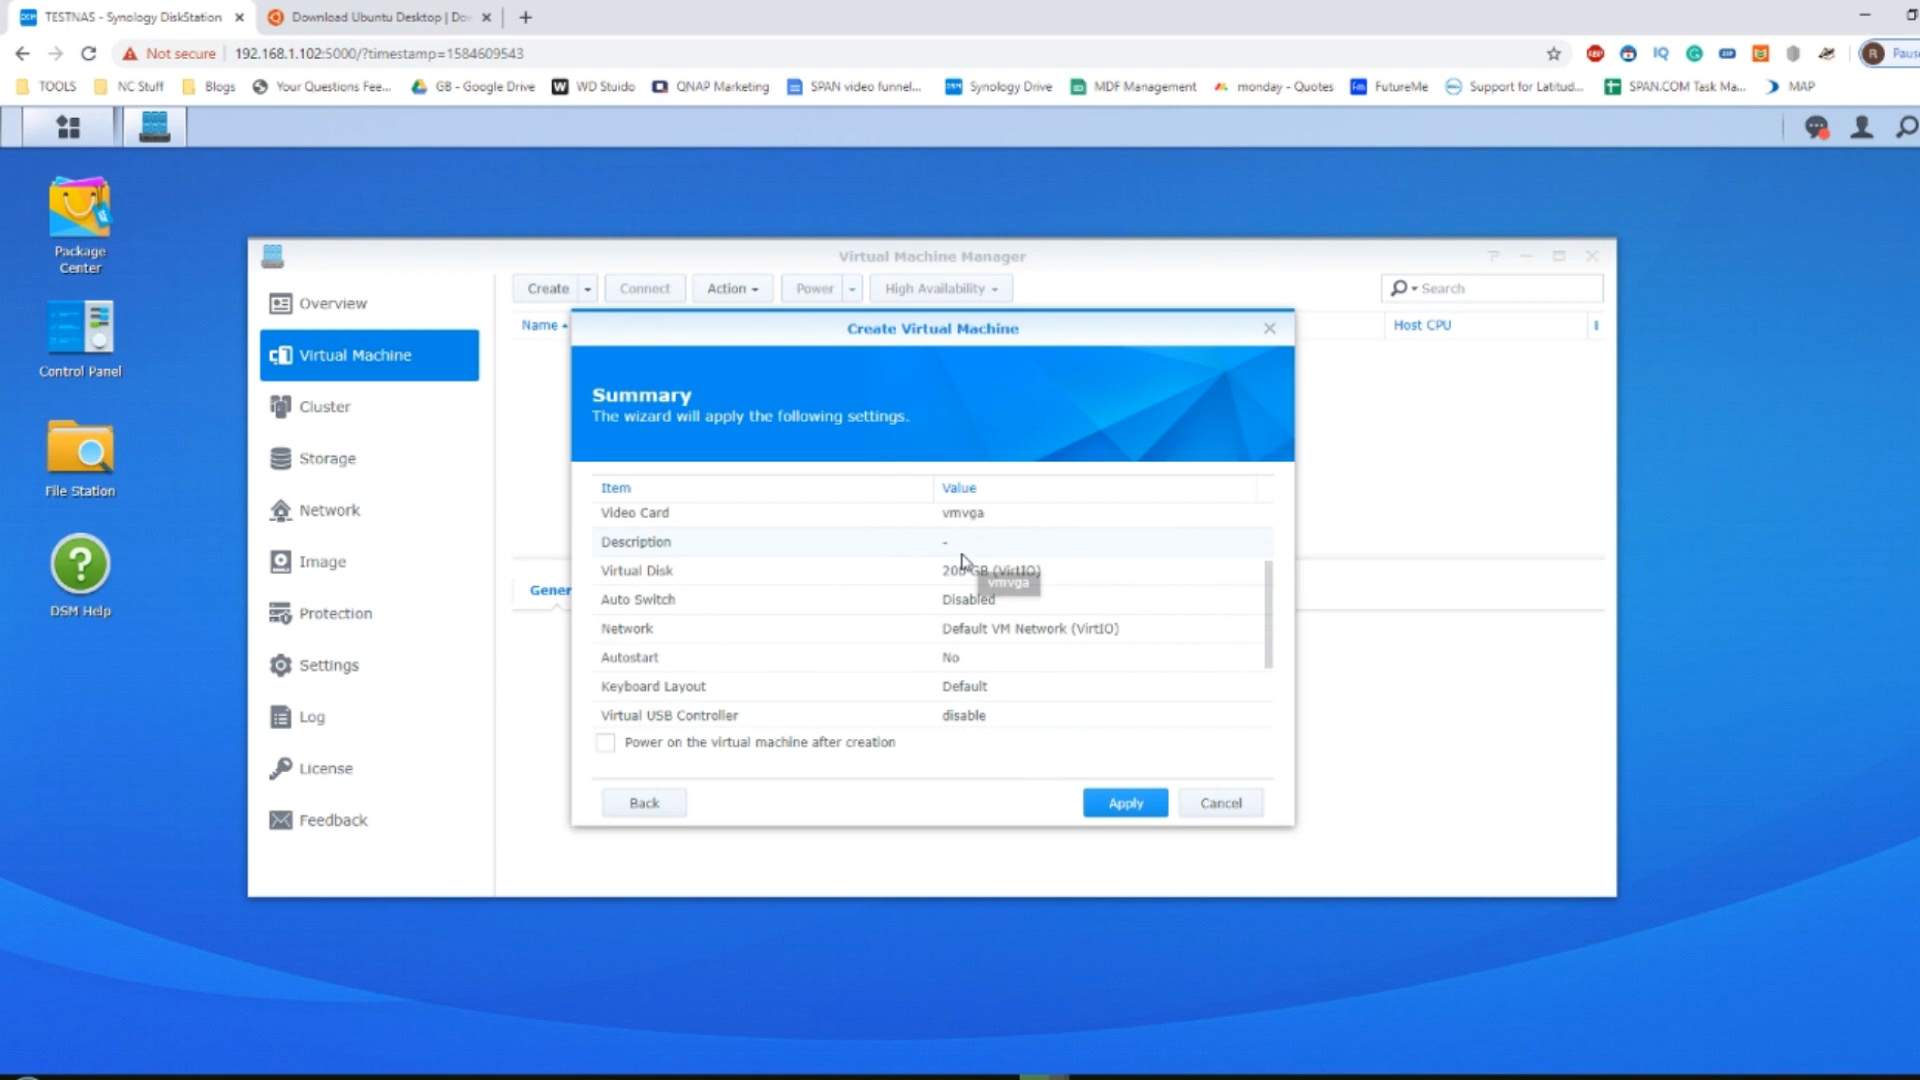 TESTNAS - Synology DiskStation
Download Ubuntu Desktop | Do
Not secure
192.168.1.102:5000/?timestamp=1584609543
IQ
R
Paus
TOOLS
NC Stuff
Blogs
Your Questions Fee...
GB - Google Drive
WD Stuido
QNAP Marketing
SPAN video funnel...
Synology Drive
MDF Management
monday - Quotes
FutureMe
Support for Latitud...
SPAN.COM Task Ma...
MAP
Package
Center
Control Panel
File Station
DSM Help
Virtual Machine Manager
Overview
Virtual Machine
Cluster
Storage
Network
Image
Protection
Settings
Log
License
Feedback
Create
Connect
Action
Power
High Availability
Search
Name
Host CPU
Gener
Create Virtual Machine
Summary
The wizard will apply the following settings.
Item Value
Video Card vmvga
Description -
Virtual Disk 200 GB (VirtIO)
vmvga
Auto Switch Disabled
Network Default VM Network (VirtIO)
Autostart No
Keyboard Layout Default
Virtual USB Controller disable
Power on the virtual machine after creation
Back
Apply
Cancel